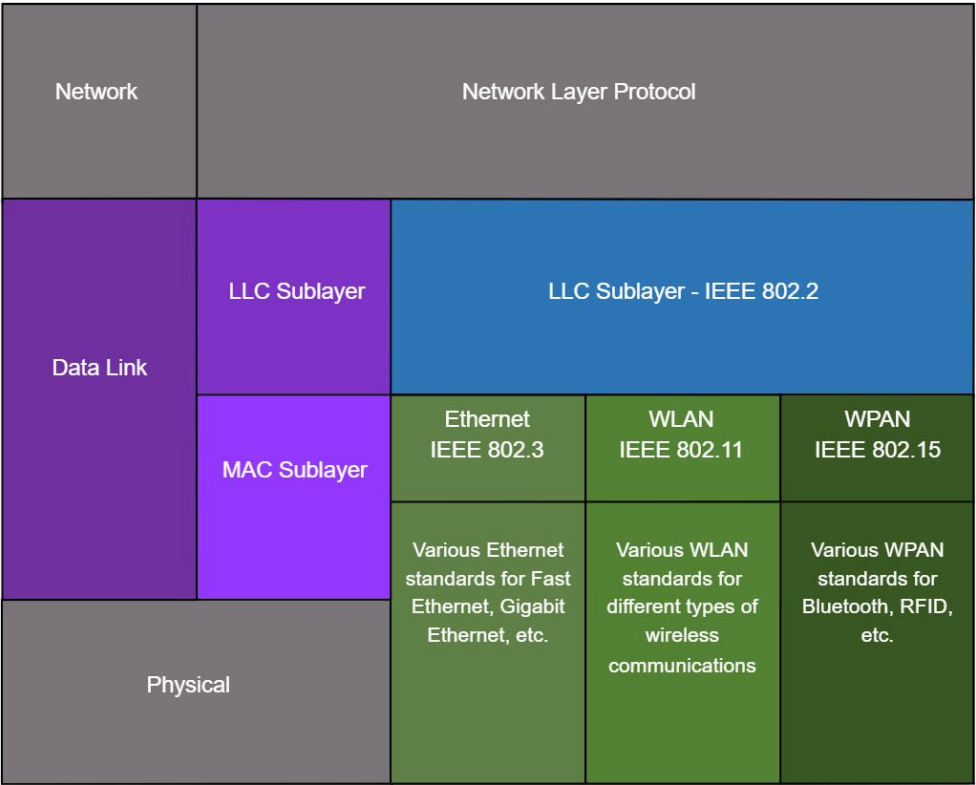 Network
Network Layer Protocol
Data Link
LLC Sublayer
LLC Sublayer - IEEE 802.2
MAC Sublayer
Ethernet
IEEE 802.3
WLAN
IEEE 802.11
WPAN
IEEE 802.15
Various Ethernet
standards for Fast
Ethernet, Gigabit
Ethernet, etc.
Various WLAN
standards for
different types of
wireless
communications
Various WPAN
standards for
Bluetooth, RFID,
etc.
Physical